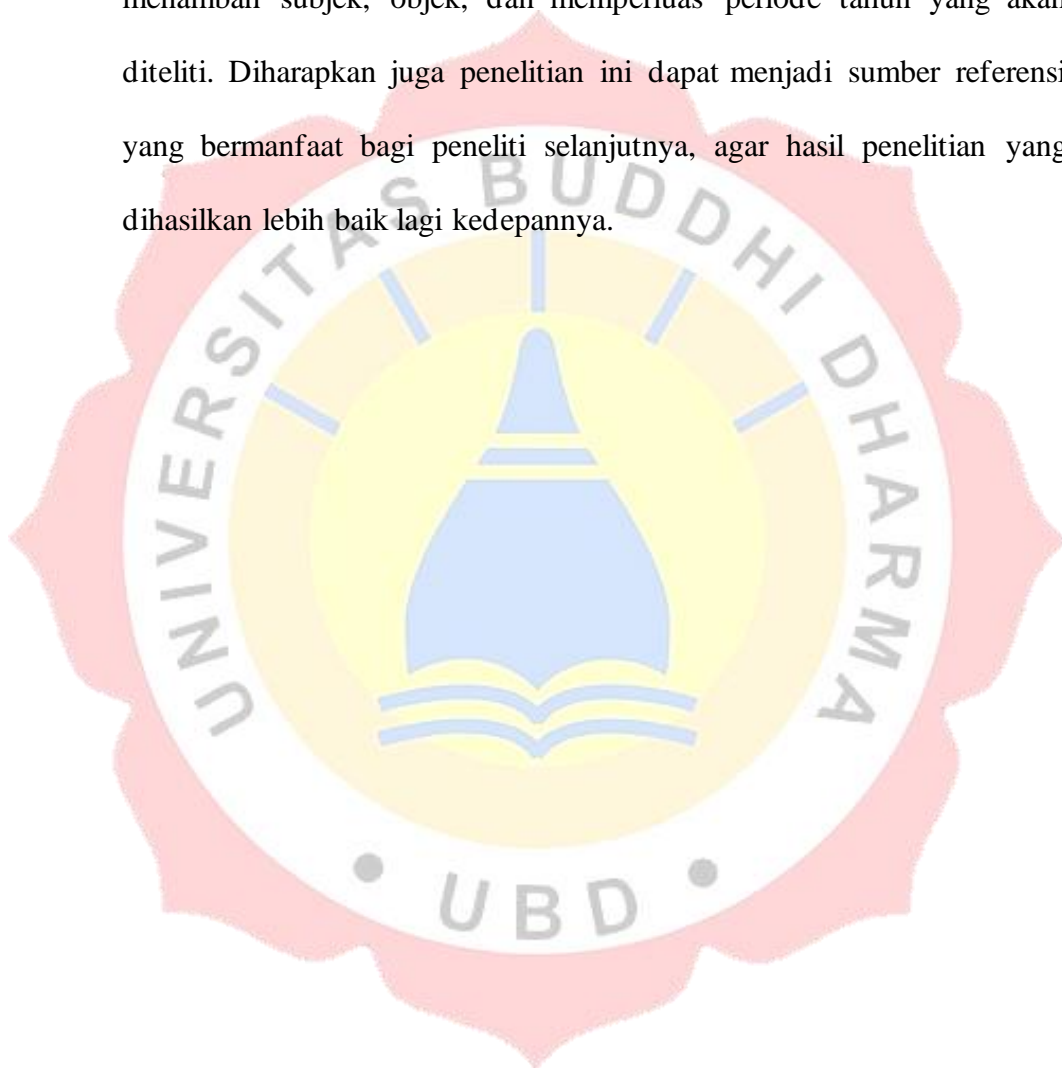 menambah subjek, objek, dan memperluas periode tahun yang akan
diteliti. Diharapkan juga penelitian ini dapat menjadi sumber referensi
yang bermanfaat bagi peneliti selanjutnya, agar hasil penelitian yang
dihasilkan lebih baik lagi kedepannya.
UNIVERSITAS BUDDHI DHARMA
• UBD •